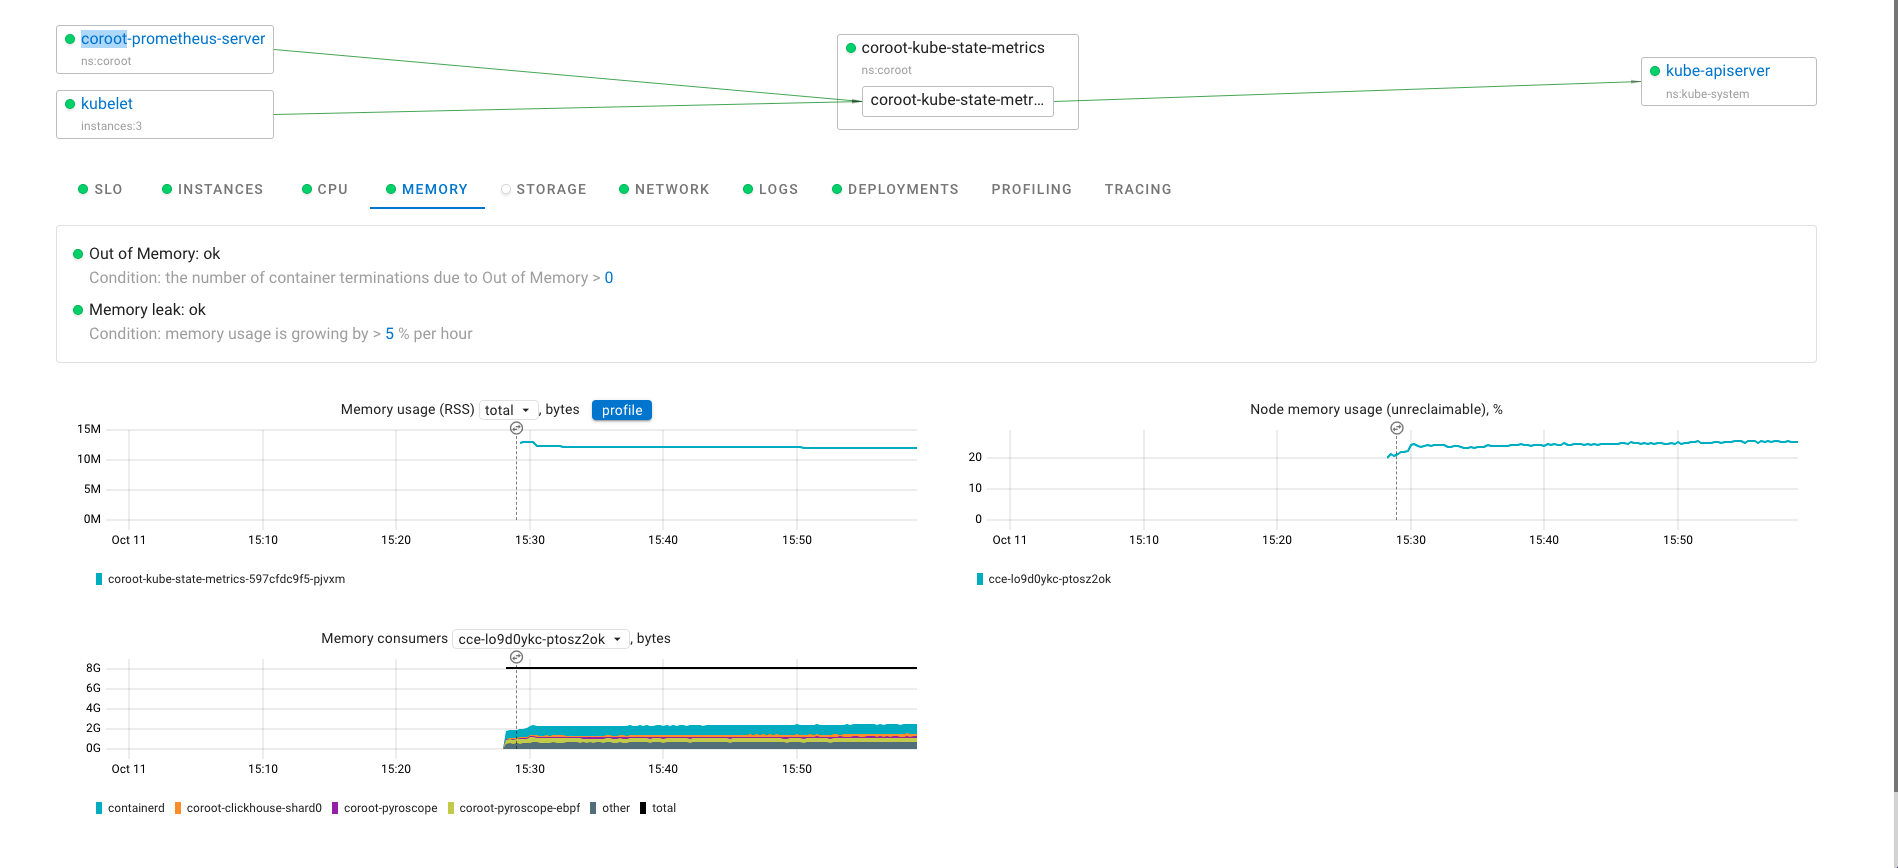 coroot-prometheus-server
ns:coroot
kubelet
instances:3
coroot-kube-state-metrics
ns:coroot
coroot-kube-state-metr...
kube-apiserver
ns:kube-system
SLO INSTANCES CPU MEMORY STORAGE NETWORK LOGS DEPLOYMENTS PROFILING TRACING
Out of Memory: ok
Condition: the number of container terminations due to Out of Memory > 0
Memory leak: ok
Condition: memory usage is growing by > 5 % per hour
Memory usage (RSS) total , bytes profile
15M
10M
5M
0M
Oct 11 15:10 15:20 15:30 15:40 15:50
coroot-kube-state-metrics-597cfdc9f5-pjvxm
Node memory usage (unreclaimable), %
20
10
0
Oct 11 15:10 15:20 15:30 15:40 15:50
cce-lo9d0ykc-ptosz2ok
Memory consumers cce-lo9d0ykc-ptosz2ok , bytes
8G
6G
4G
2G
0G
Oct 11 15:10 15:20 15:30 15:40 15:50
containerd coroot-clickhouse-shard0 coroot-pyroscope coroot-pyroscope-ebpf other total